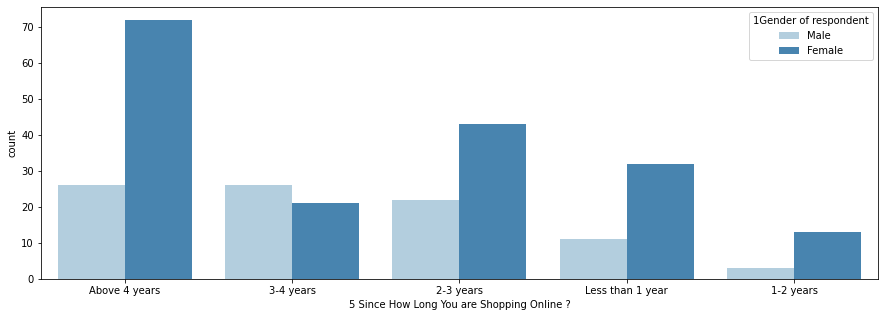 1Gender of respondent
Male
Female
count
70
60
50
40
30
20
10
0
Above 4 years
3-4 years
2-3 years
Less than 1 year
1-2 years
5 Since How Long You are Shopping Online ?